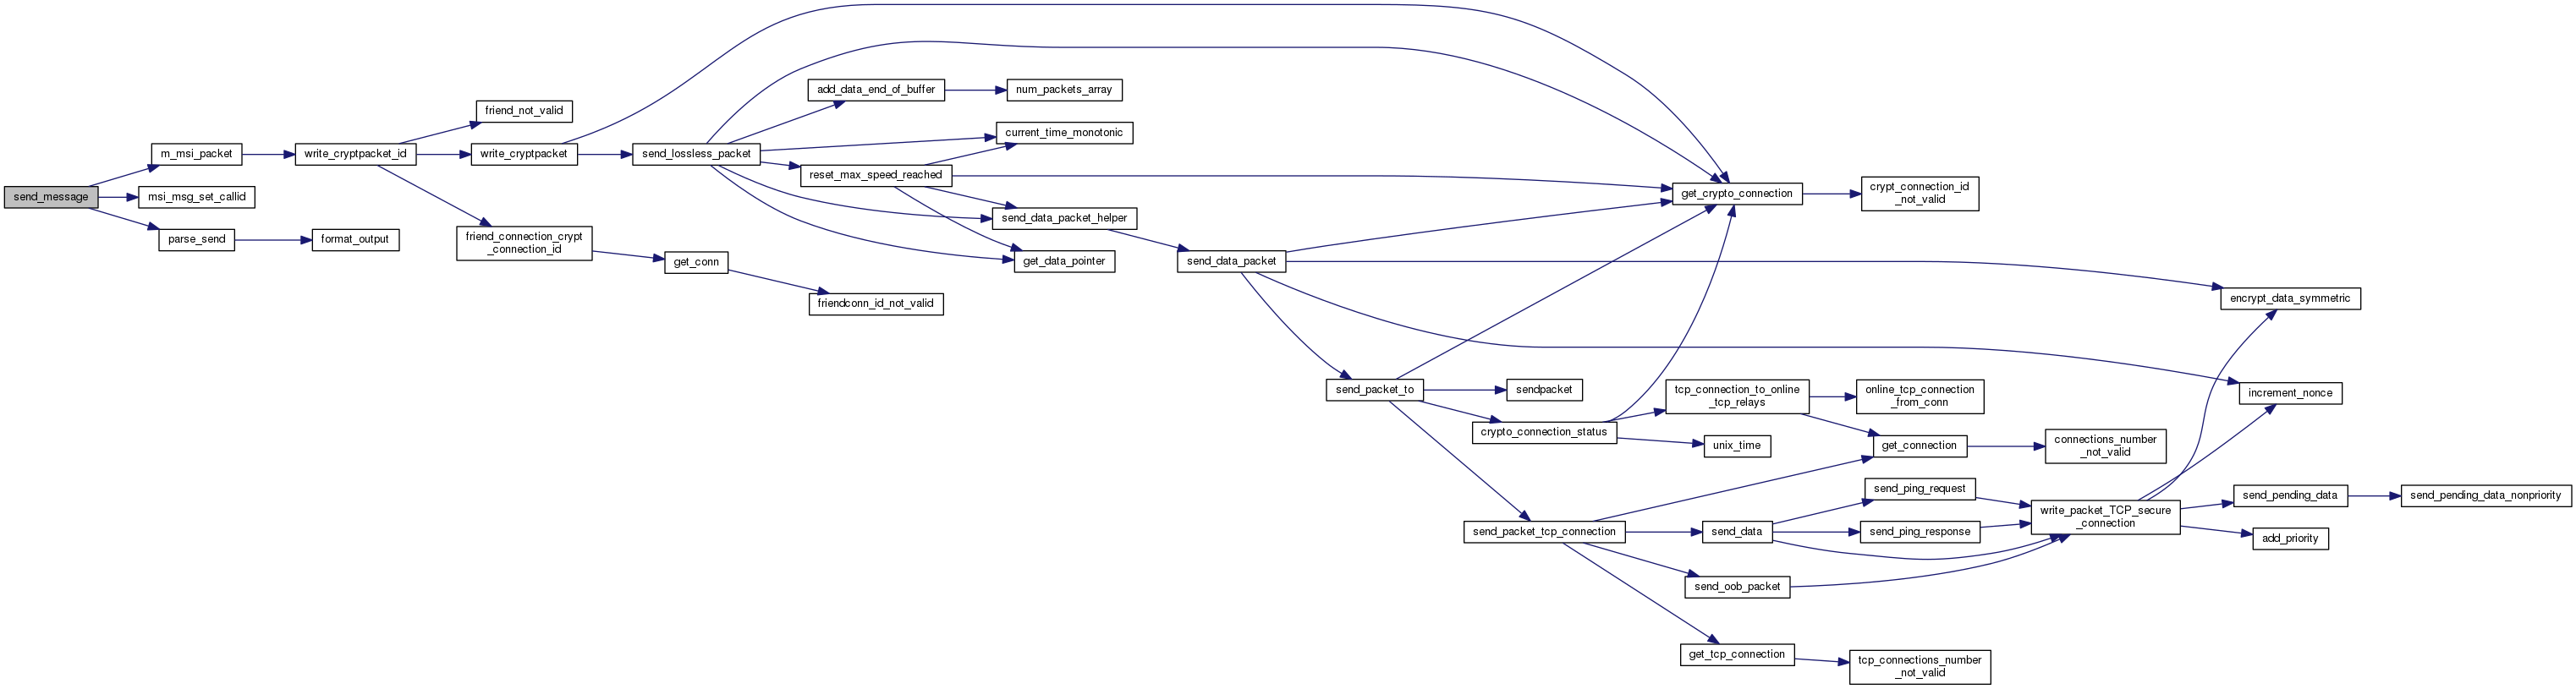 send_message
m_msi_packet
msi_msg_set_callid
parse_send
write_cryptpacket_id
format_output
friend_not_valid
write_cryptpacket
friend_connection_crypt
_connection_id
send_lossless_packet
get_conn
add_data_end_of_buffer
reset_max_speed_reached
friendconn_id_not_valid
num_packets_array
current_time_monotonic
send_data_packet_helper
get_data_pointer
send_data_packet
send_packet_to
sendpacket
crypto_connection_status
send_packet_tcp_connection
get_crypto_connection
crypt_connection_id
_not_valid
tcp_connection_to_online
_tcp_relays
unix_time
online_tcp_connection
_from_conn
get_connection
connections_number
_not_valid
send_data
send_ping_request
send_ping_response
send_oob_packet
get_tcp_connection
tcp_connections_number
_not_valid
write_packet_TCP_secure
_connection
encrypt_data_symmetric
increment_nonce
send_pending_data
send_pending_data_nonpriority
add_priority